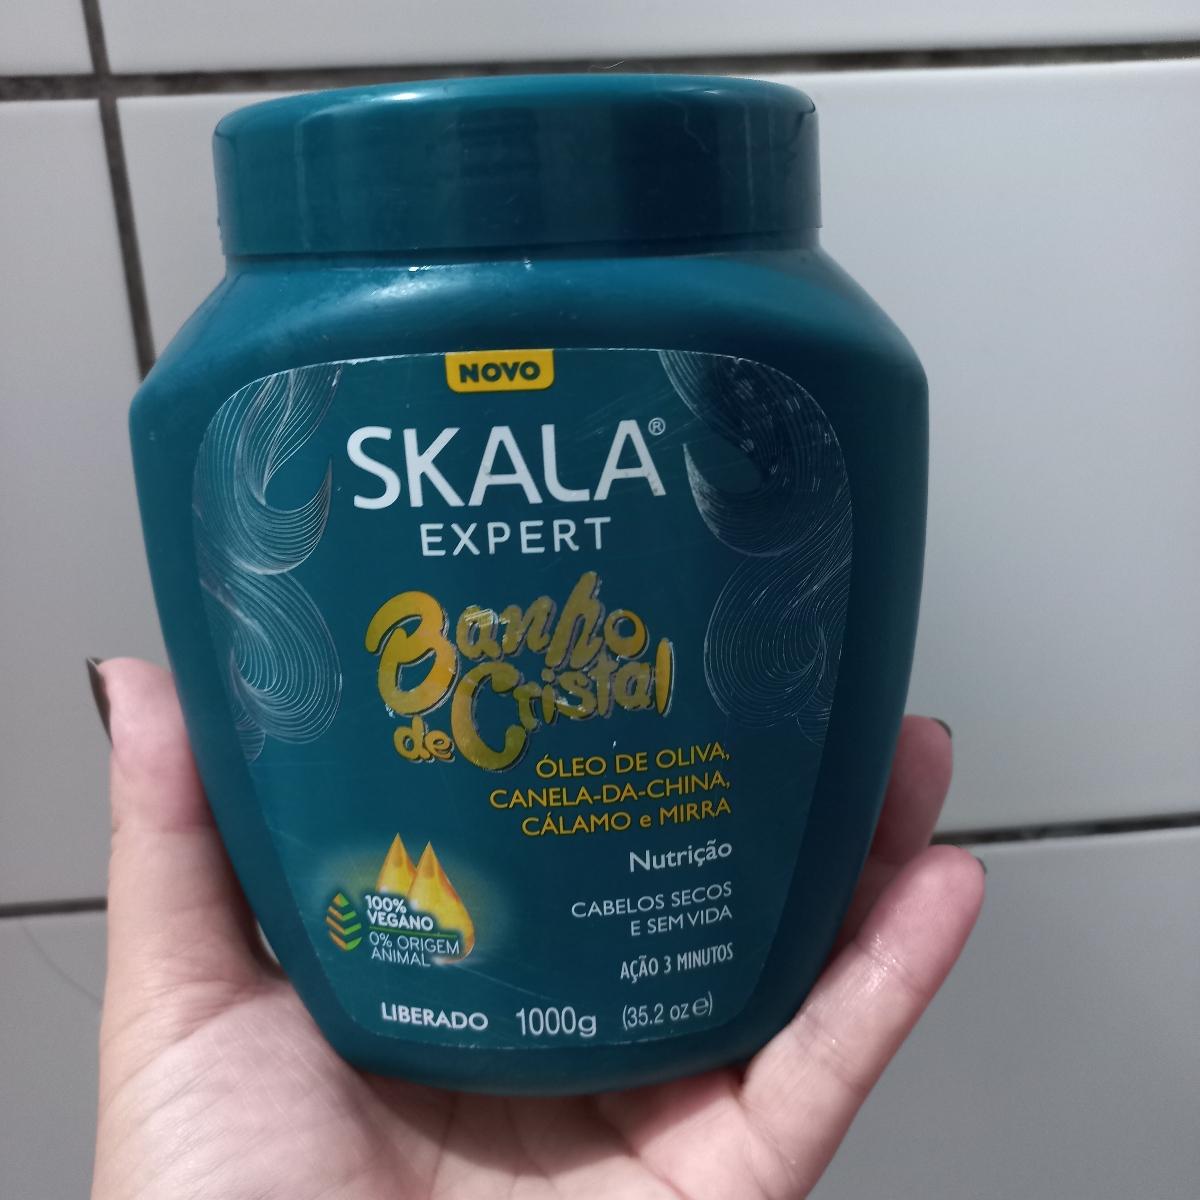 NOVO
SKALA®
EXPERT
Banho
de Cristal
ÓLEO DE OLIVA,
CANELA-DA-CHINA,
CÁLAMO e MIRRA
Nutrição
CABELOS SECOS
E SEM VIDA
AÇÃO 3 MINUTOS
100%
VEGANO
0% ORIGEM
ANIMAL
LIBERADO 1000g (35.2 oz ℮)